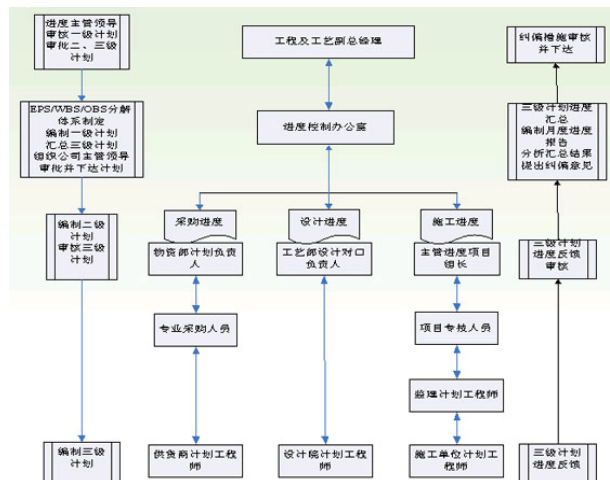 进度主管领导
审核一级计划
审批二、三级
计划
工程及工艺副总经理
纠偏措施审核
并下达
EPS/WBS/OBS分解
体系制定
编制一级计划
汇总三级计划
组织公司主管领导
审批并下达计划
进度控制办公室
三级计划进度
汇总
编制月度进度
报告
分析汇总结果
提出纠偏意见
编制二级
计划
审核三级
计划
采购进度
设计进度
施工进度
物资部计划负责
人
工艺部设计对口
负责人
主管进度项目
组长
三级计划
进度反馈
审核
专业采购人员
项目专技人员
监理计划工程师
编制三级
计划
供货商计划工程
师
设计院计划工程
师
施工单位计划工
程师
三级计划
进度反馈